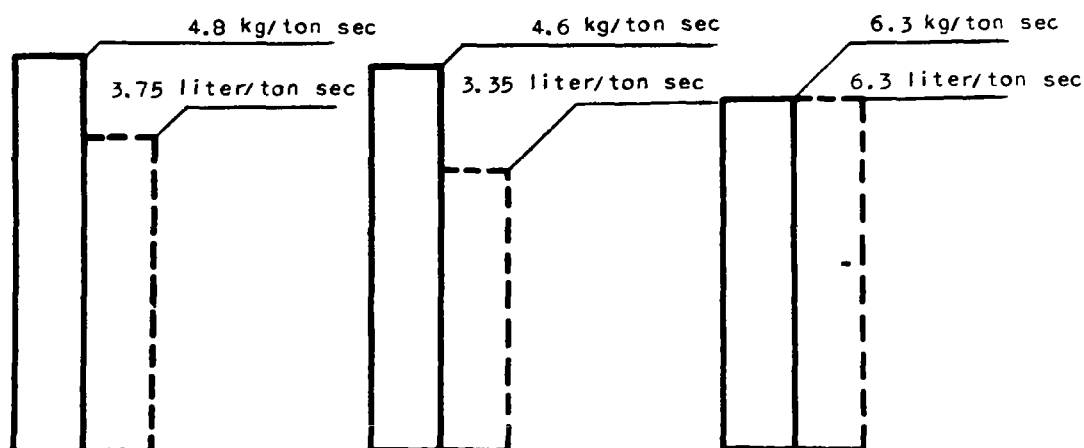 4.8 kg/ton sec
3.75 liter/ton sec
4.6 kg/ton sec
3.35 liter/ton sec
6.3 kg/ton sec
6.3 liter/ton sec